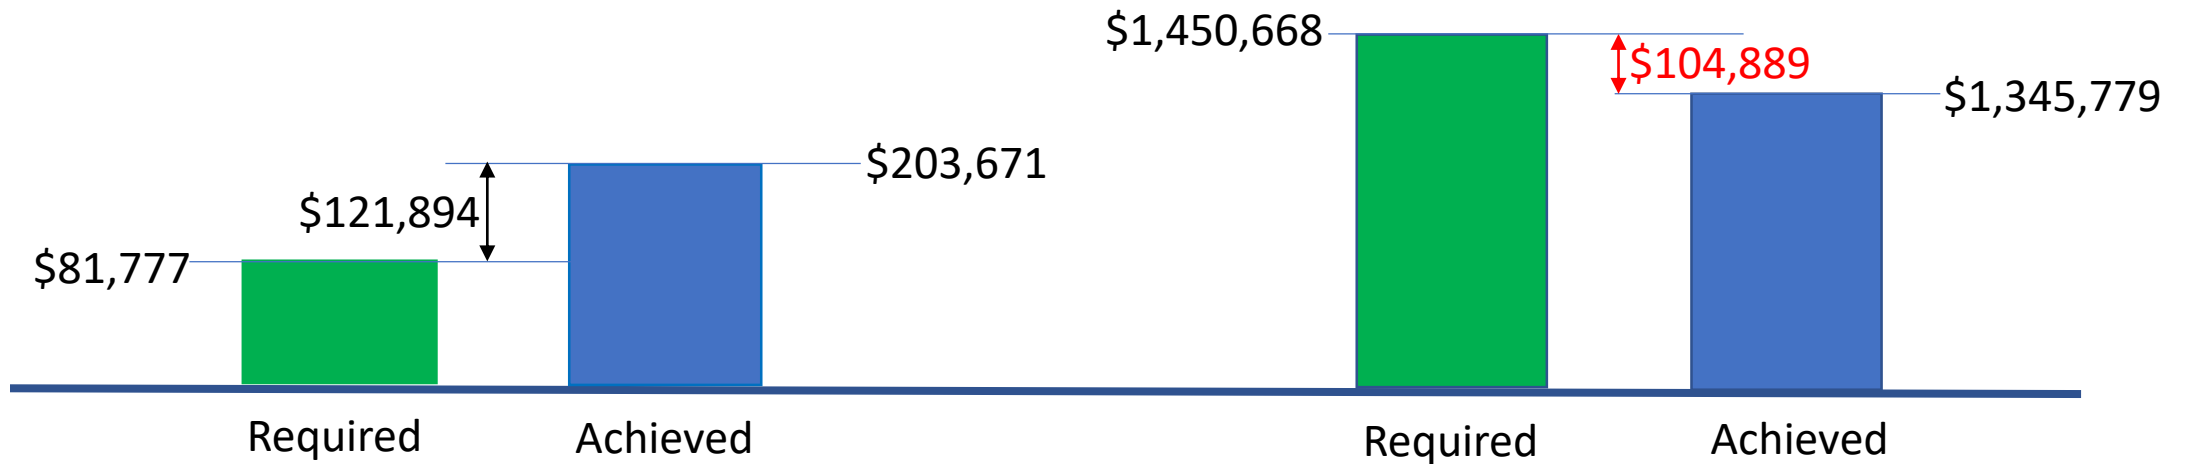 $1,450,668
$104,889
$1,345,779
$203,671
$121,894
$81,777
Required
Achieved
Required
Achieved